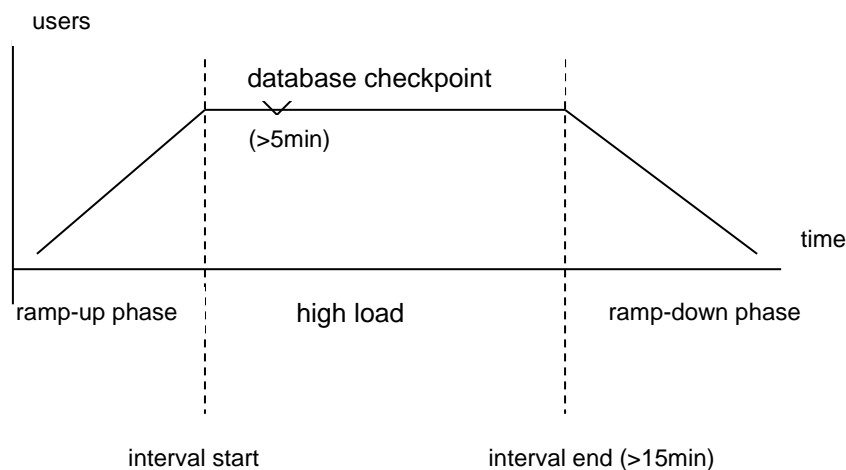 users
database checkpoint
(>5min)
time
ramp-up phase
high load
ramp-down phase
interval start
interval end (>15min)